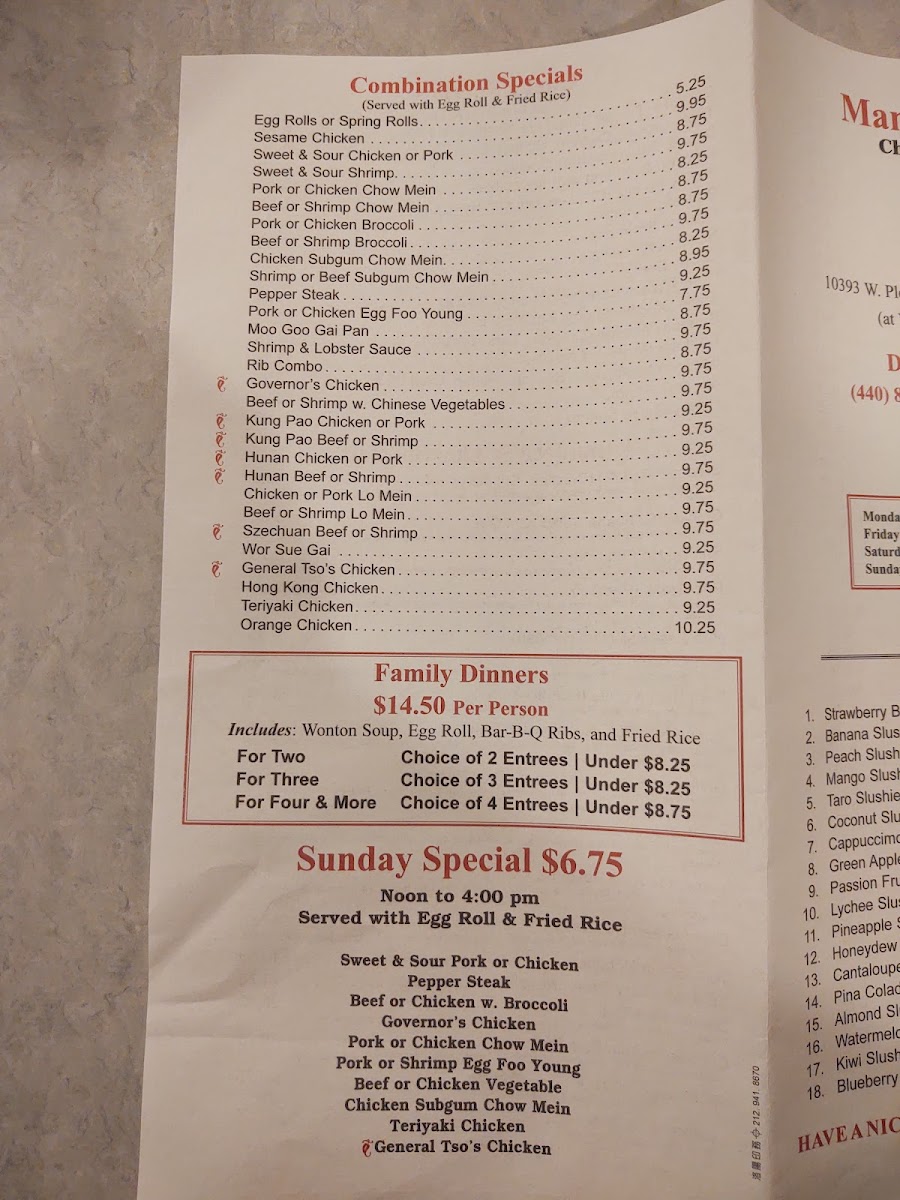 Combination Specials
(Served with Egg Roll & Fried Rice)
Egg Rolls or Spring Rolls 5.25
Sesame Chicken 9.95
Sweet & Sour Chicken or Pork 8.75
Sweet & Sour Shrimp 9.75
Pork or Chicken Chow Mein 8.25
Beef or Shrimp Chow Mein 8.75
Pork or Chicken Broccoli 8.75
Beef or Shrimp Broccoli 9.75
Chicken Subgum Chow Mein 8.25
Shrimp or Beef Subgum Chow Mein 8.95
Pepper Steak 9.25
Pork or Chicken Egg Foo Young 7.75
Moo Goo Gai Pan 8.75
Shrimp & Lobster Sauce 9.75
Rib Combo 8.75
Governor's Chicken 9.75
Beef or Shrimp w. Chinese Vegetables 9.75
Kung Pao Chicken or Pork 9.25
Kung Pao Beef or Shrimp 9.75
Hunan Chicken or Pork 9.25
Hunan Beef or Shrimp 9.75
Chicken or Pork Lo Mein 9.25
Beef or Shrimp Lo Mein 9.75
Szechuan Beef or Shrimp 9.75
Wor Sue Gai 9.25
General Tso's Chicken 9.75
Hong Kong Chicken 9.75
Teriyaki Chicken 9.25
Orange Chicken 10.25
Family Dinners
$14.50 Per Person
Includes: Wonton Soup, Egg Roll, Bar-B-Q Ribs, and Fried Rice
For Two Choice of 2 Entrees | Under $8.25
For Three Choice of 3 Entrees | Under $8.25
For Four & More Choice of 4 Entrees | Under $8.75
Sunday Special $6.75
Noon to 4:00 pm
Served with Egg Roll & Fried Rice
Sweet & Sour Pork or Chicken
Pepper Steak
Beef or Chicken w. Broccoli
Governor's Chicken
Pork or Chicken Chow Mein
Pork or Shrimp Egg Foo Young
Beef or Chicken Vegetable
Chicken Subgum Chow Mein
Teriyaki Chicken
General Tso's Chicken
212. 941. 8670
Mar
Ch
10393 W. Pl
(at
D
(440) 8
Monda
Friday
Saturd
Sunda
1. Strawberry B
2. Banana Slus
3. Peach Slush
4. Mango Slush
5. Taro Slushie
6. Coconut Slu
7. Cappuccimo
8. Green Apple
9. Passion Fru
10. Lychee Slus
11. Pineapple S
12. Honeydew
13. Cantaloupe
14. Pina Colad
15. Almond Sl
16. Watermelo
17. Kiwi Slush
18. Blueberry
HAVE A NIC